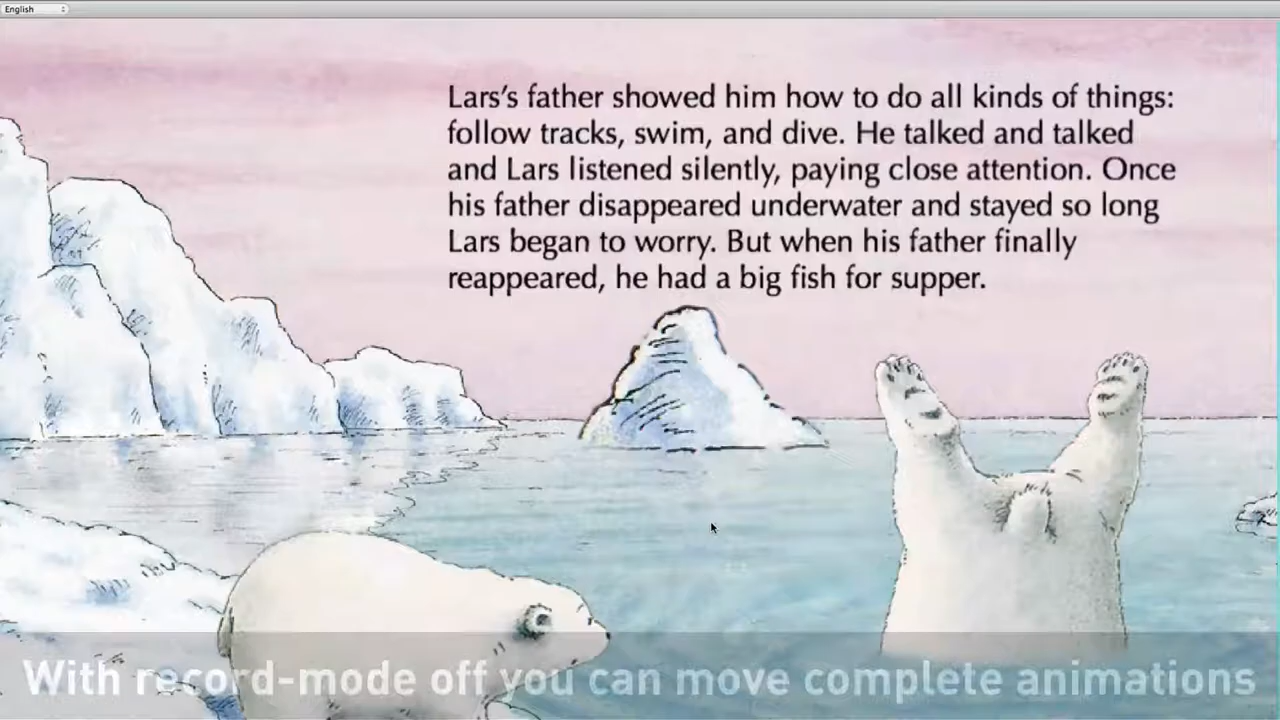 English
Lars's father showed him how to do all kinds of things:
follow tracks, swim, and dive. He talked and talked
and Lars listened silently, paying close attention. Once
his father disappeared underwater and stayed so long
Lars began to worry. But when his father finally
reappeared, he had a big fish for supper.
With record-mode off you can move complete animations